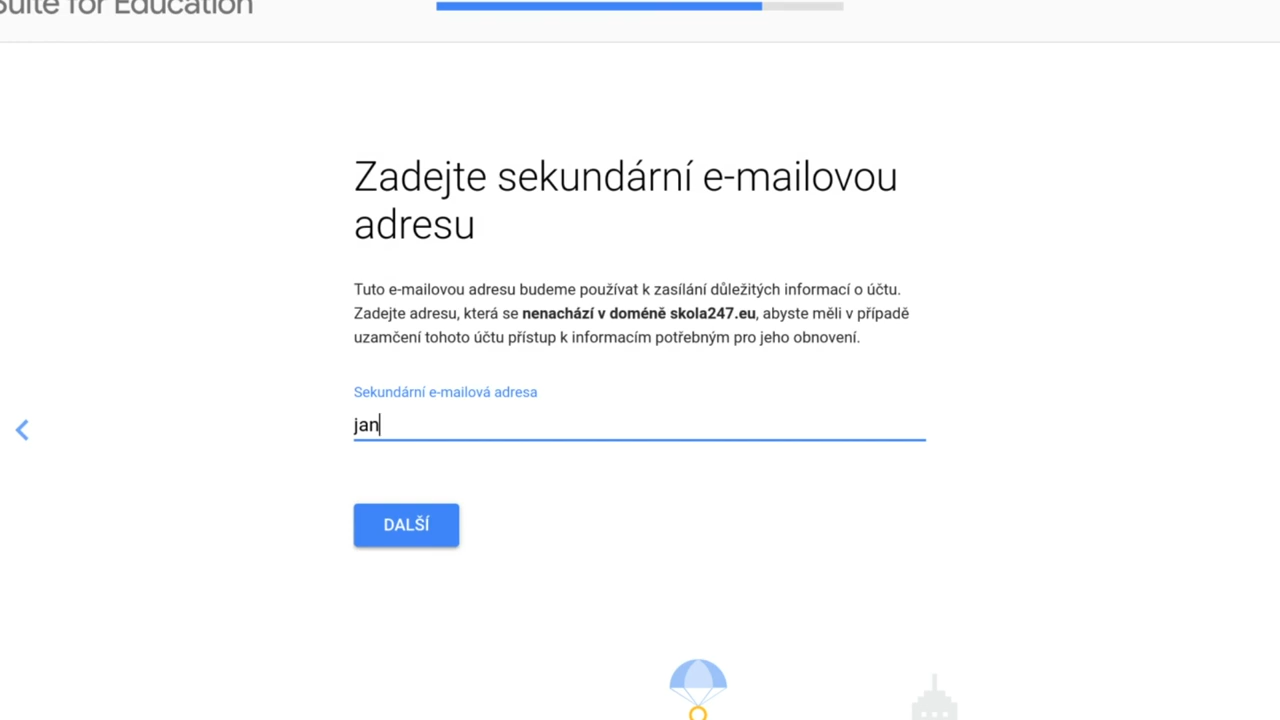 Suite for Education
Zadejte sekundární e-mailovou
adresu
Tuto e-mailovou adresu budeme používat k zasílání důležitých informací o účtu.
Zadejte adresu, která se nenachází v doméně skola247.eu, abyste měli v případě
uzamčení tohoto účtu přístup k informacím potřebným pro jeho obnovení.
Sekundární e-mailová adresa
jan
DALŠÍ